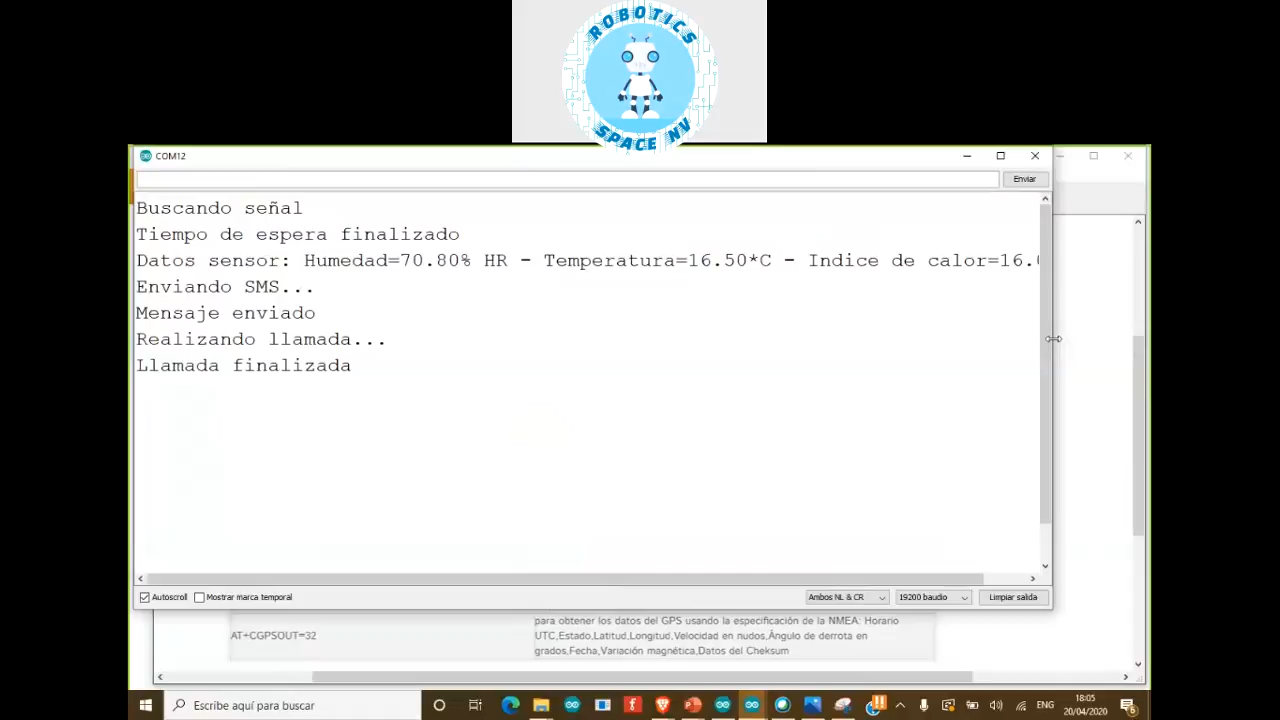 ROBOTICS
SPACE NV
COM12
Enviar
Buscando señal
Tiempo de espera finalizado
Datos sensor: Humedad=70.80% HR - Temperatura=16.50*C - Indice de calor=16.0
Enviando SMS...
Mensaje enviado
Realizando llamada...
Llamada finalizada
Autoscroll Mostrar marca temporal Ambos NL & CR 19200 baudio Limpiar salida
para obtener los datos del GPS usando la especificación de la NMEA: Horario
AT+CGPSOUT=32 UTC,Estado,Latitud,Longitud,Velocidad en nudos,Ángulo de derrota en
grados,Fecha,Variación magnética,Datos del Cheksum
Escribe aquí para buscar
ENG
18:05
20/04/2020